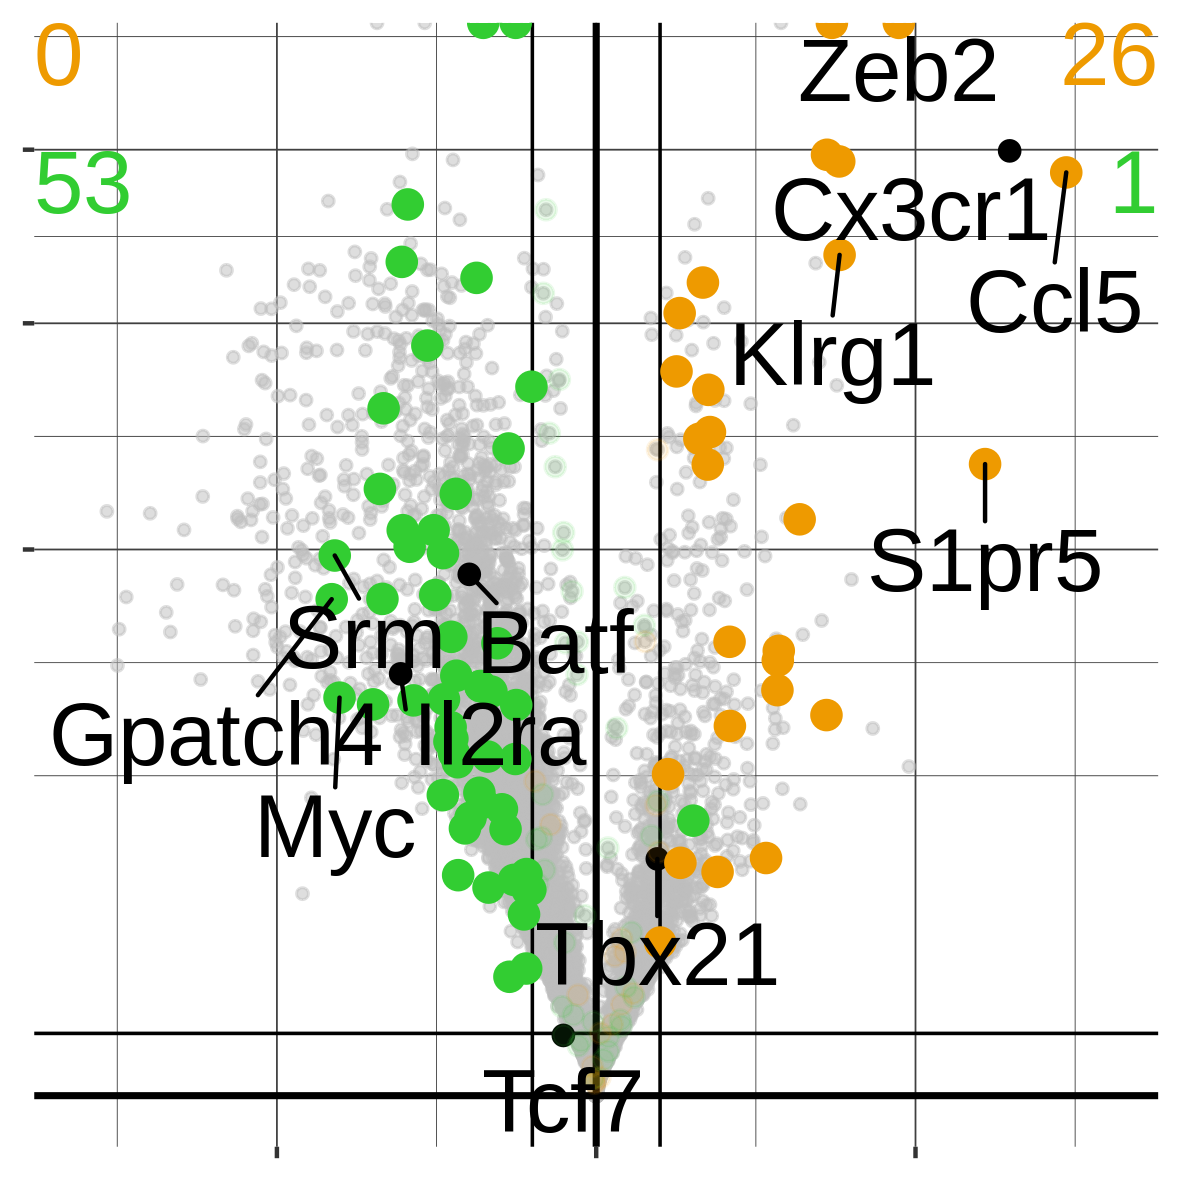 0
26
Zeb2
53
1
Cx3cr1
Ccl5
Klrg1
S1pr5
Srm
Batf
Gpatch4
Il2ra
Myc
Tbx21
Tcf7